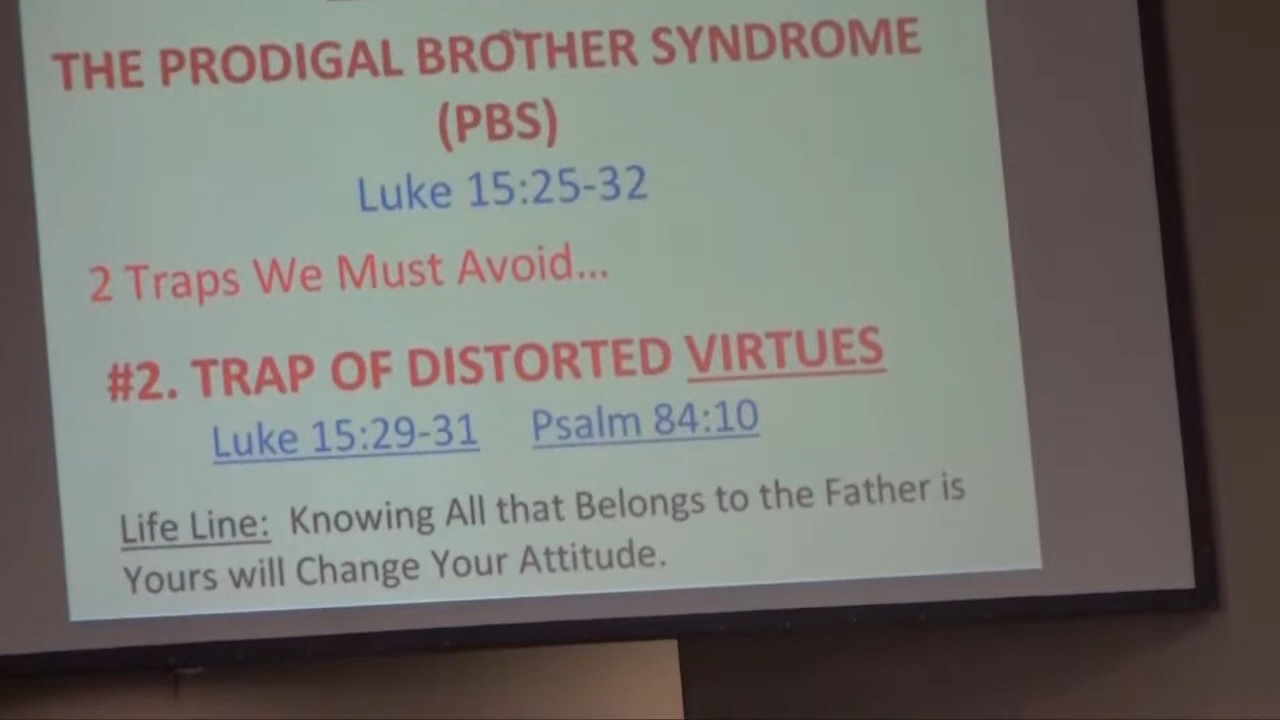 THE PRODIGAL BROTHER SYNDROME
(PBS)
Luke 15:25-32
2 Traps We Must Avoid...
#2. TRAP OF DISTORTED VIRTUES
Luke 15:29-31 Psalm 84:10
Life Line: Knowing All that Belongs to the Father is
Yours will Change Your Attitude.